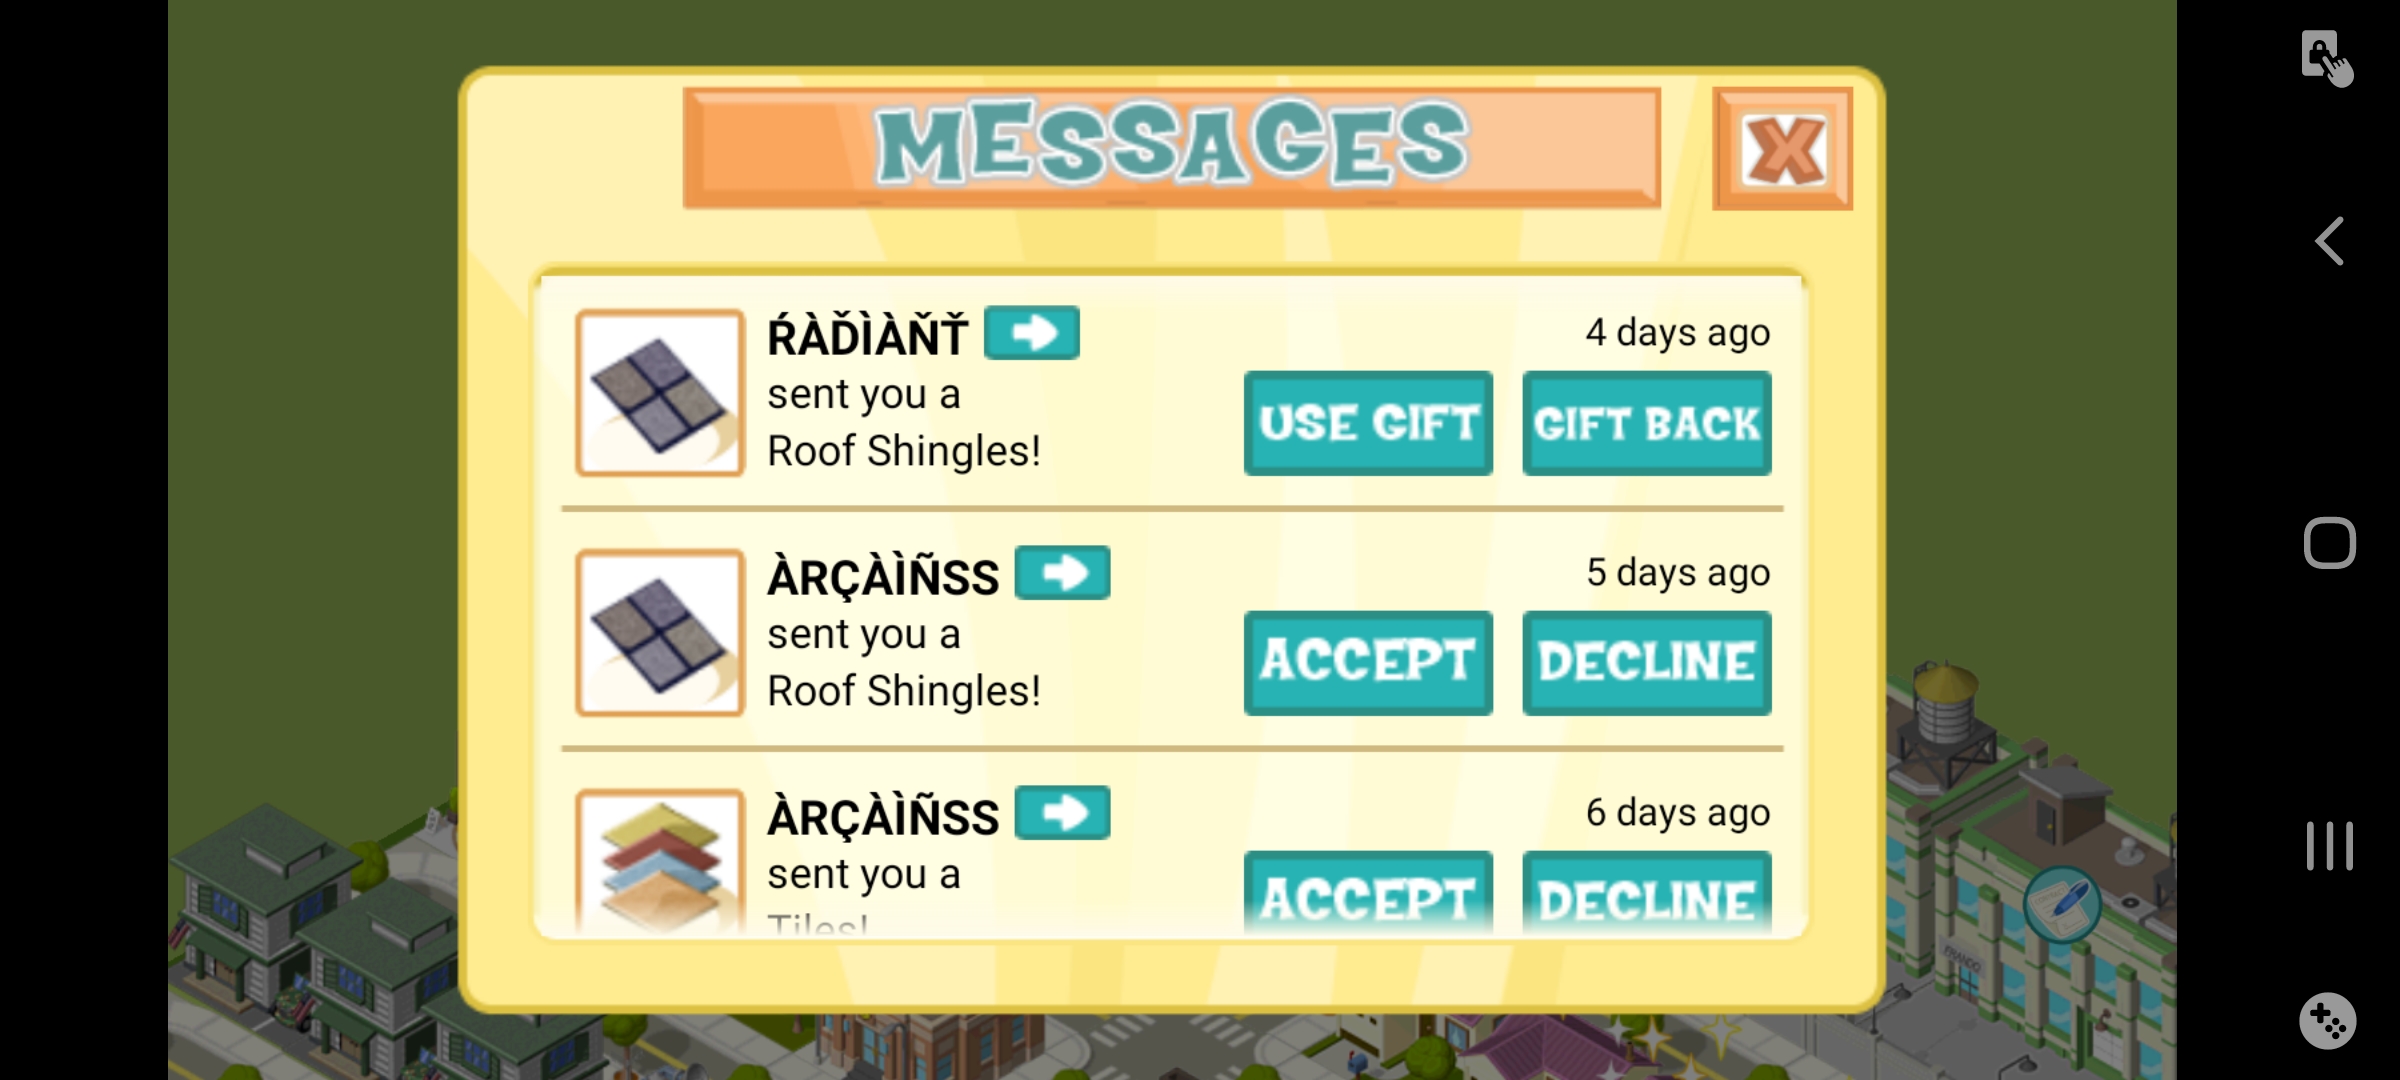 MESSAGES
X
ŔÀĎÌÀŇŤ
4 days ago
sent you a
Roof Shingles!
USE GIFT
GIFT BACK
ÀRÇÀÌÑSS
5 days ago
sent you a
Roof Shingles!
ACCEPT
DECLINE
ÀRÇÀÌÑSS
6 days ago
sent you a
Tiles!
ACCEPT
DECLINE